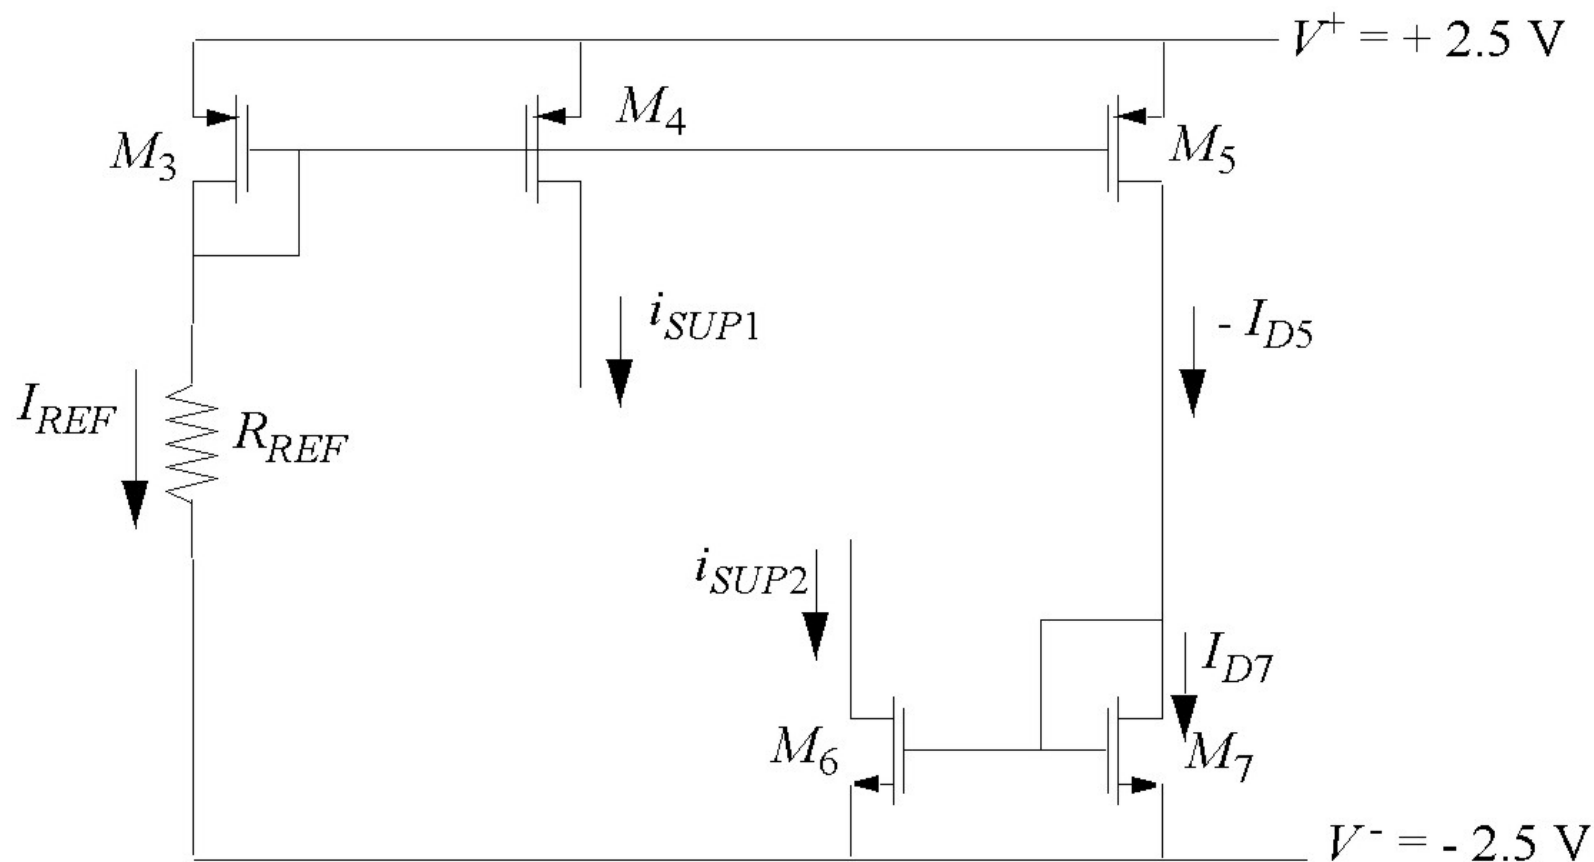 V⁺ = + 2.5 V
M₄
M₃
M₅
i_SUP1
- I_D5
I_REF
R_REF
i_SUP2
I_D7
M₆
M₇
V⁻ = - 2.5 V